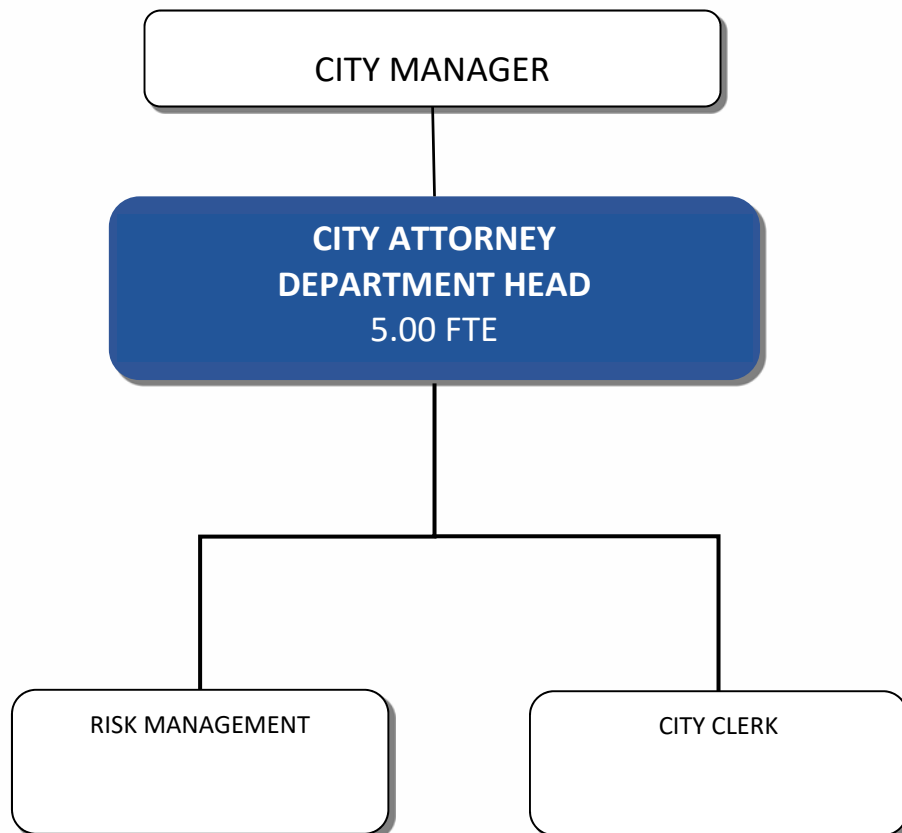 CITY MANAGER
CITY ATTORNEY
DEPARTMENT HEAD
5.00 FTE
RISK MANAGEMENT
CITY CLERK